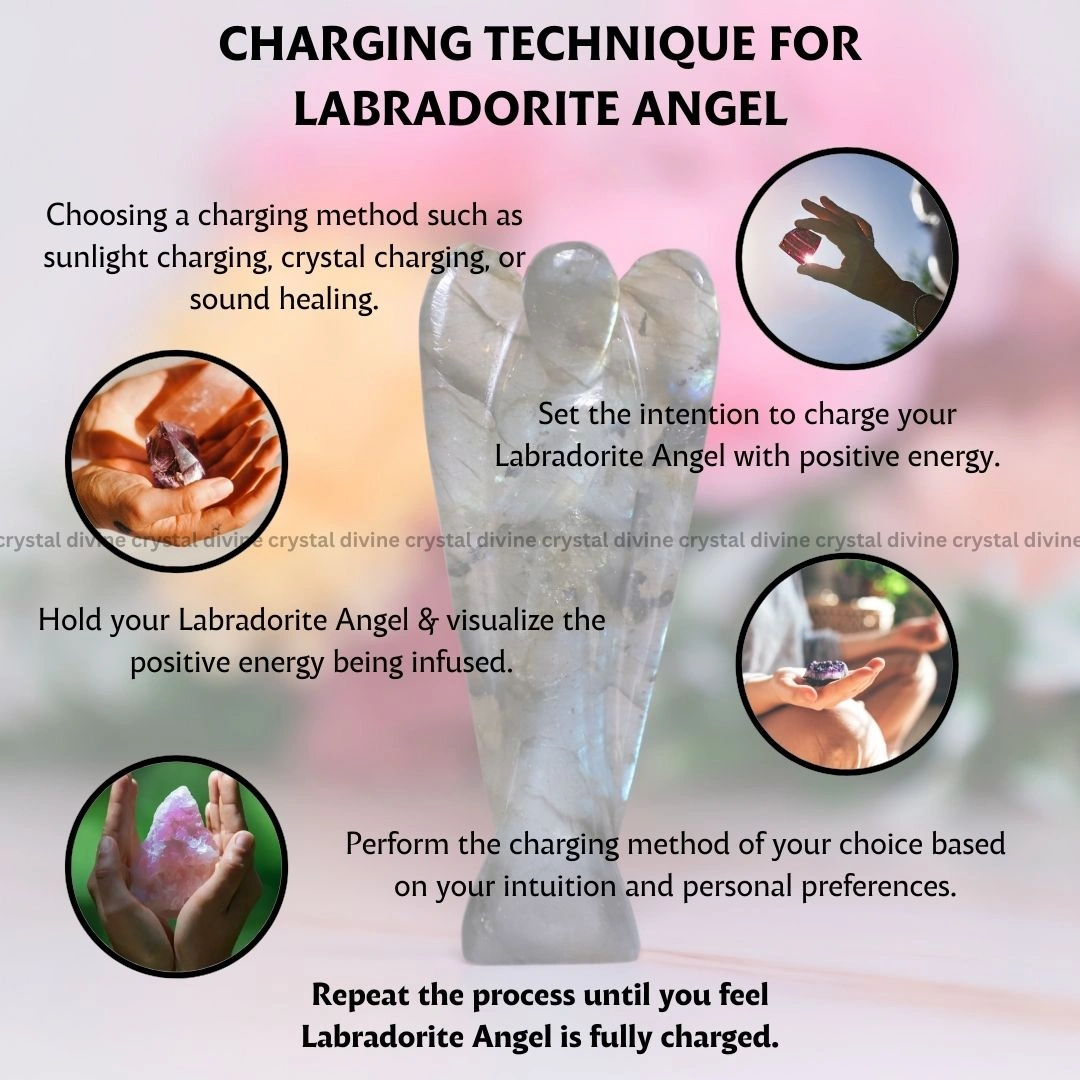 CHARGING TECHNIQUE FOR
LABRADORITE ANGEL
Choosing a charging method such as
sunlight charging, crystal charging, or
sound healing.
Set the intention to charge your
Labradorite Angel with positive energy.
crystal divine crystal divine crystal divine crystal divine crystal divine crystal divine crystal divine crystal divine
Hold your Labradorite Angel & visualize the
positive energy being infused.
Perform the charging method of your choice based
on your intuition and personal preferences.
Repeat the process until you feel
Labradorite Angel is fully charged.